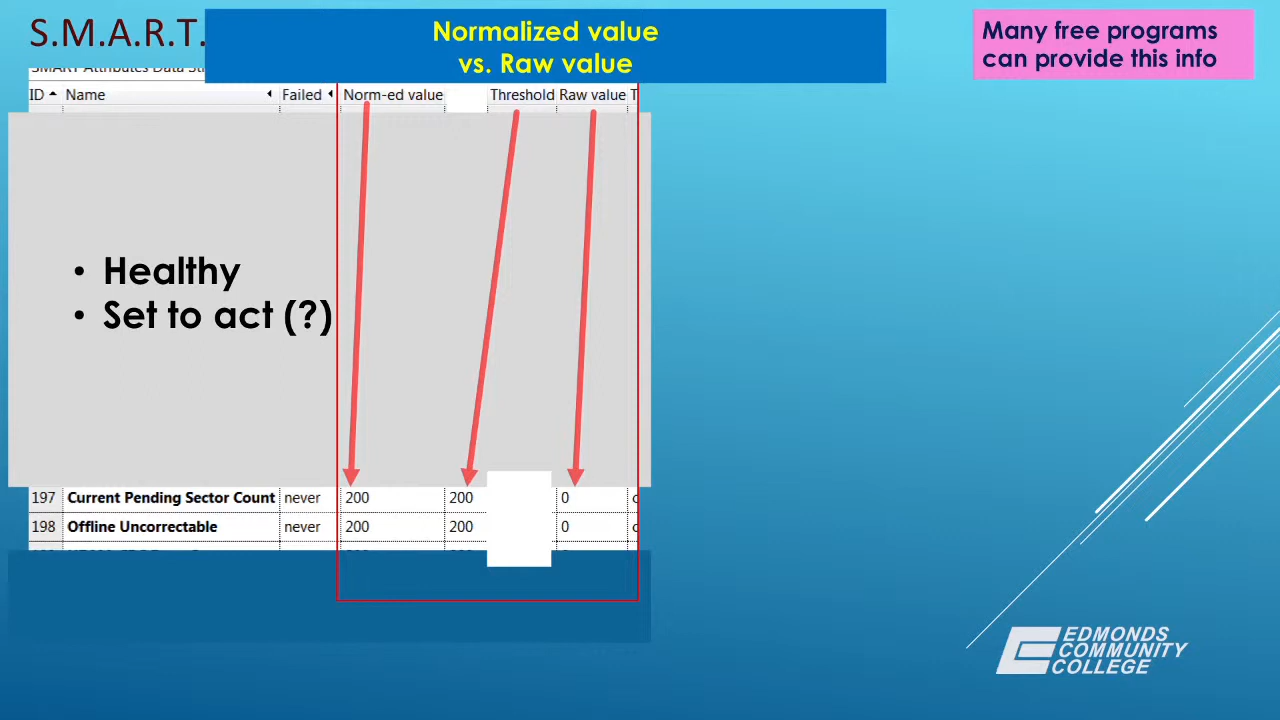 S.M.A.R.T.
Normalized value
vs. Raw value
Many free programs
can provide this info
ID Name Failed Norm-ed value Threshold Raw value T
• Healthy
• Set to act (?)
197 Current Pending Sector Count never 200 200 0
198 Offline Uncorrectable never 200 200 0
EDMONDS
COMMUNITY
COLLEGE